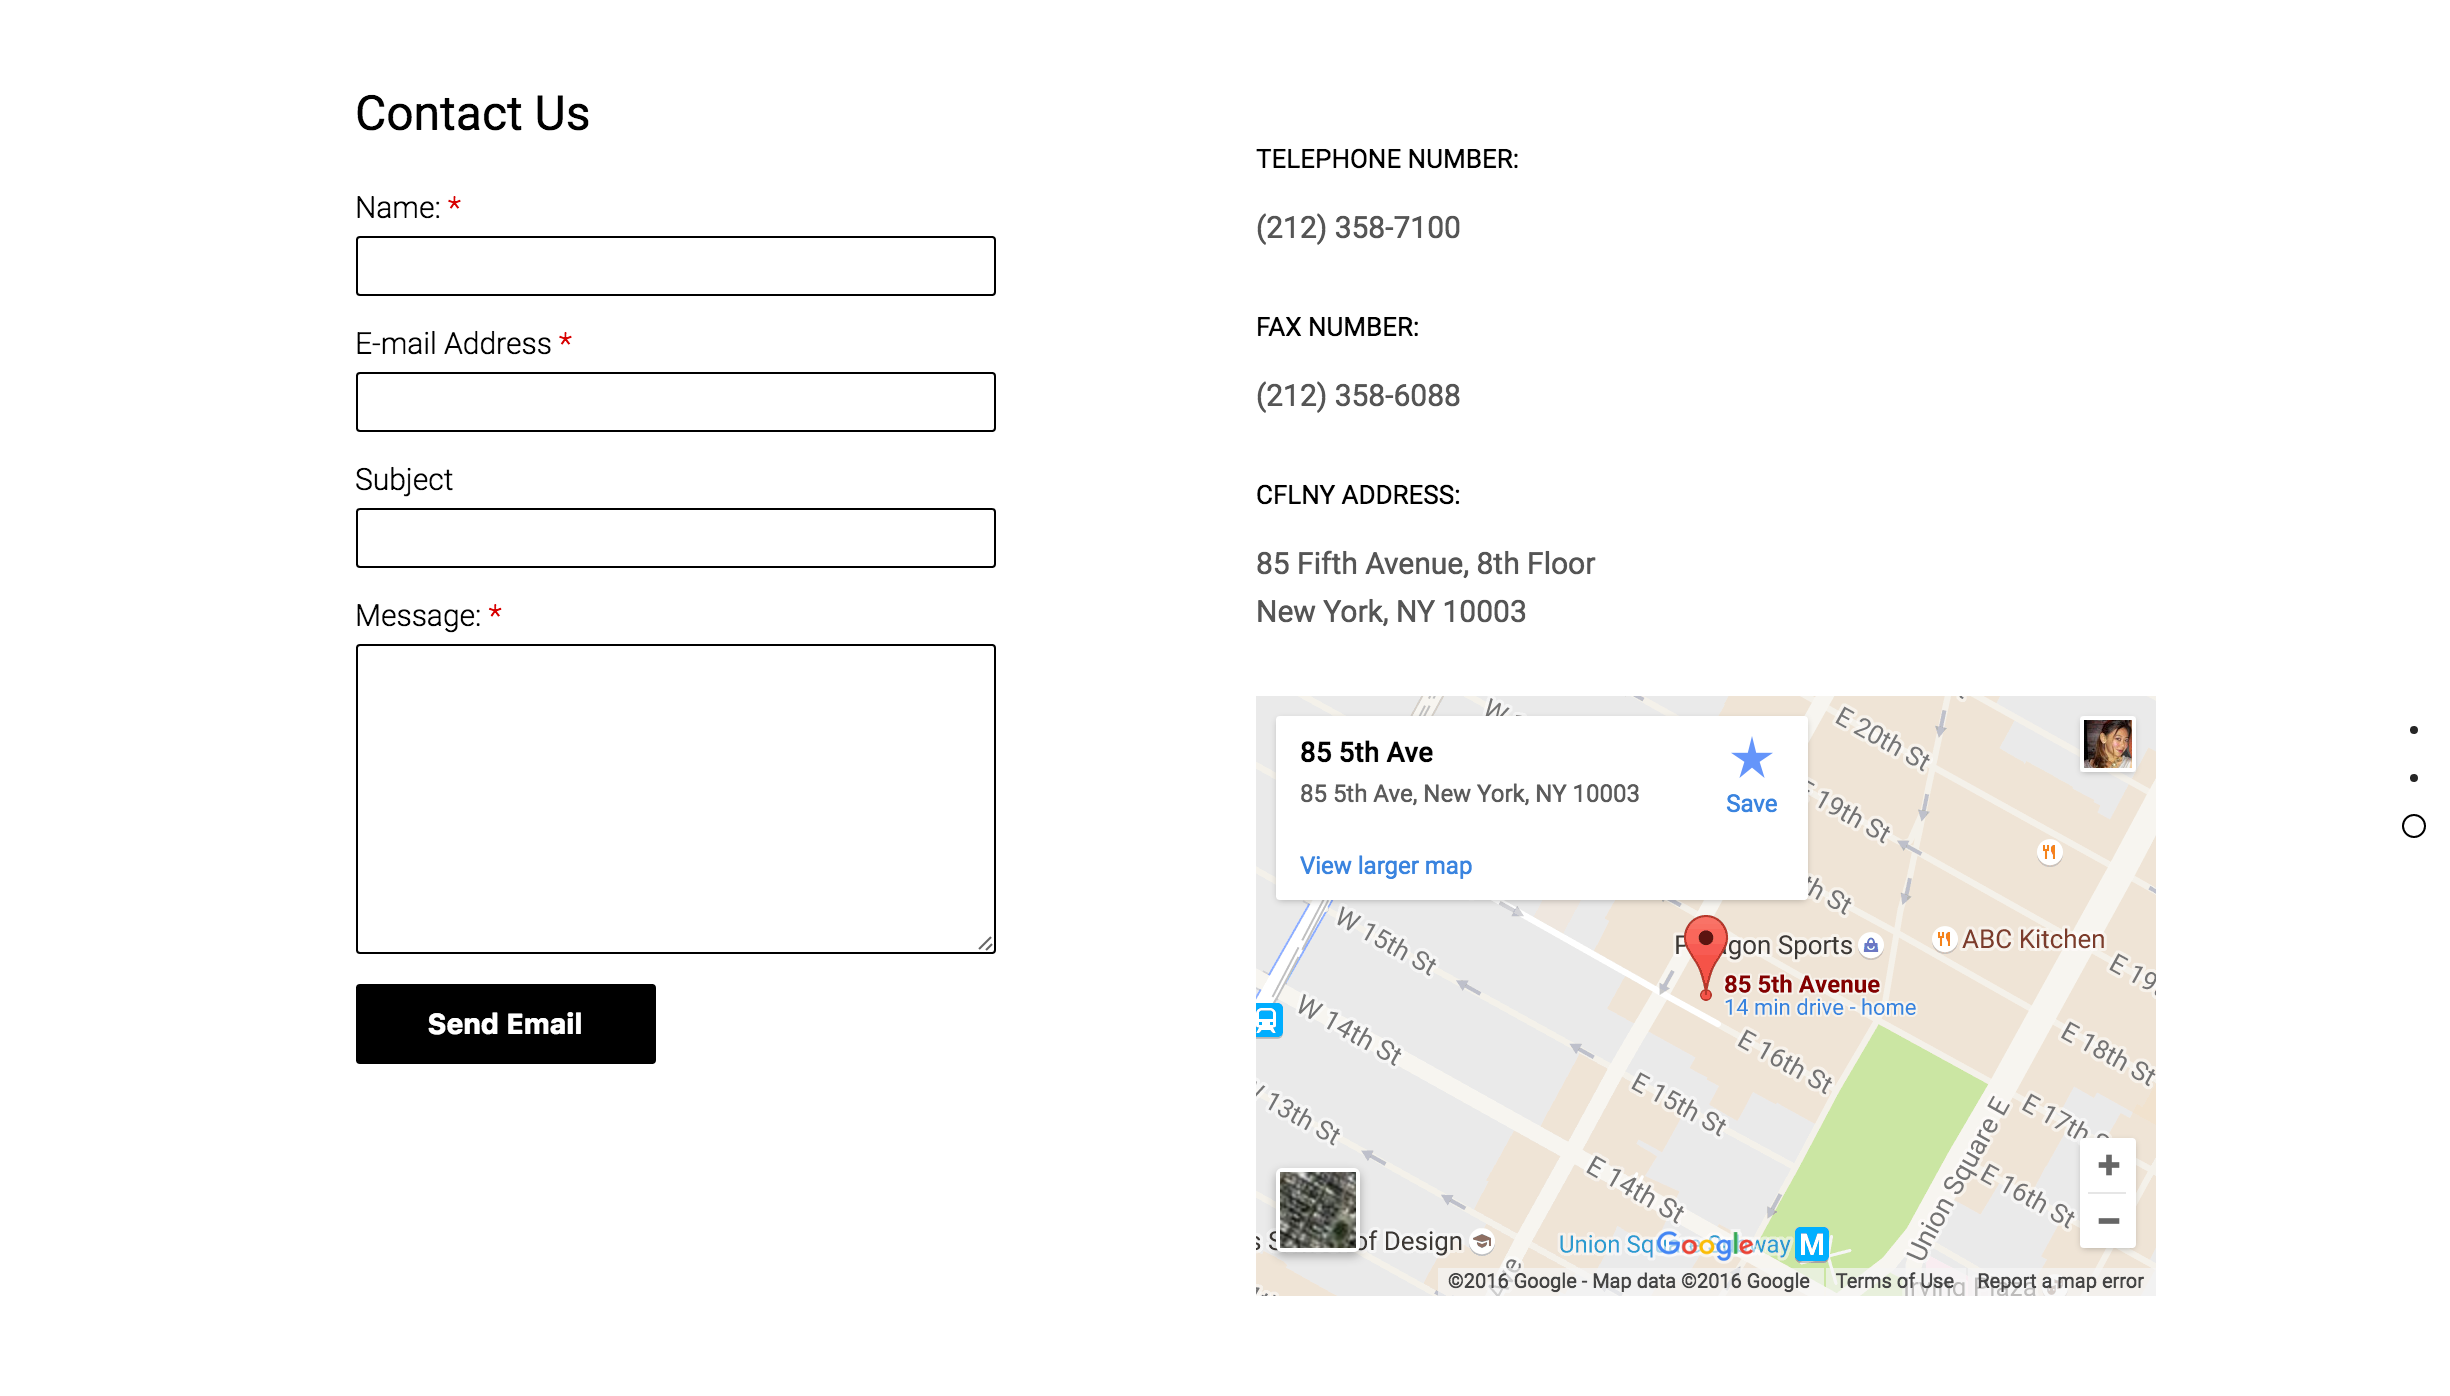 Contact Us
Name: *
E-mail Address *
Subject
Message: *
Send Email
TELEPHONE NUMBER:
(212) 358-7100
FAX NUMBER:
(212) 358-6088
CFLNY ADDRESS:
85 Fifth Avenue, 8th Floor
New York, NY 10003
85 5th Ave
85 5th Ave, New York, NY 10003
Save
View larger map
E 20th St
E 19th St
W 15th St
Sports
ABC Kitchen
85 5th Avenue
14 min drive - home
W 14th St
E 16th St
E 18th St
13th St
E 15th St
E 17th
E 14th St
Union Square E
E 16th St
of Design
Union
Google
M
©2016 Google - Map data ©2016 Google
Terms of Use
Report a map error